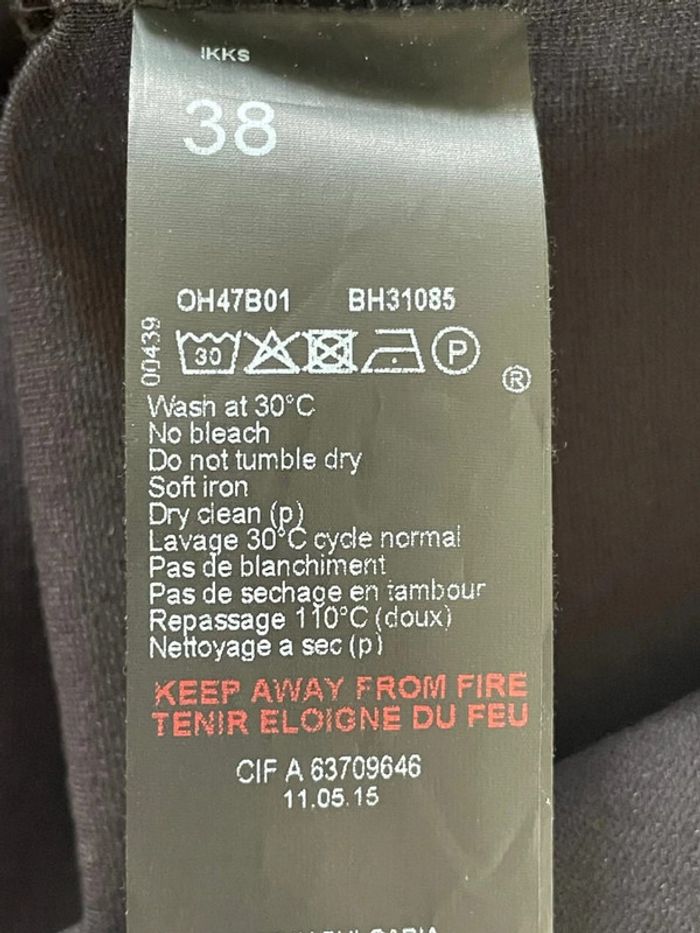 IKKS
38
OH47B01 BH31085
00439
30 P
®
Wash at 30°C
No bleach
Do not tumble dry
Soft iron
Dry clean (p)
Lavage 30°C cycle normal
Pas de blanchiment
Pas de sechage en tambour
Repassage 110°C (doux)
Nettoyage a sec (p)
KEEP AWAY FROM FIRE
TENIR ELOIGNE DU FEU
CIF A 63709646
11.05.15